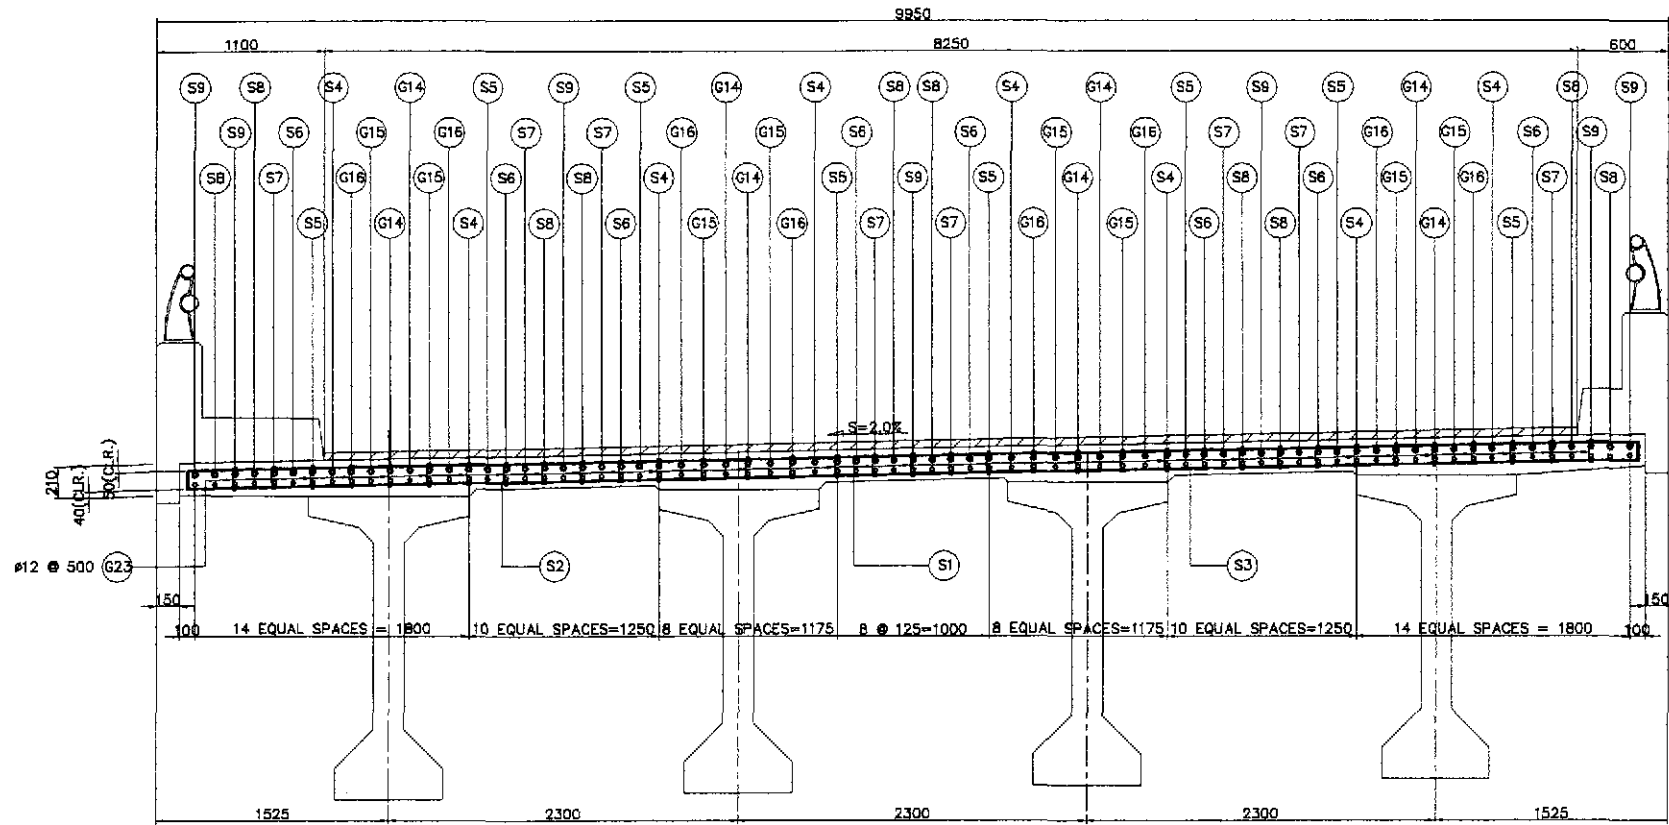 9950
1100 8250 600
S9 S8 S4 G14 S5 S9 S5 G14 S4 S8 S8 S4 G14 S5 S9 S5 G14 S4 S8 S9
S9 S6 G15 G16 S7 S7 G16 G15 S6 S6 G15 G16 S7 S7 G16 G15 S6 S9
S8 S7 G16 G15 S6 S8 S4 G14 S5 S9 S5 G14 S4 S8 S6 G15 G16 S7 S8
S5 G14 S4 S8 S6 G15 G16 S7 S7 G16 G15 S6 S8 S4 G14 S5
S=2.0%
210
50(CLR.)
40(CLR.)
ø12 @ 500 G23 S2 S1 S3
150 150
100 14 EQUAL SPACES = 1800 10 EQUAL SPACES=1250 8 EQUAL SPACES=1175 8 @ 125=1000 8 EQUAL SPACES=1175 10 EQUAL SPACES=1250 14 EQUAL SPACES = 1800 100
1525 2300 2300 2300 1525